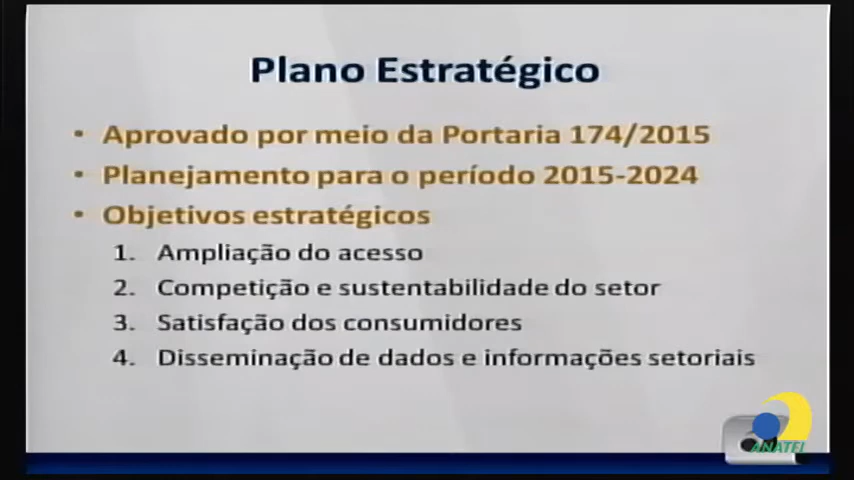 Plano Estratégico
• Aprovado por meio da Portaria 174/2015
• Planejamento para o período 2015-2024
• Objetivos estratégicos
1. Ampliação do acesso
2. Competição e sustentabilidade do setor
3. Satisfação dos consumidores
4. Disseminação de dados e informações setoriais
ANATEL